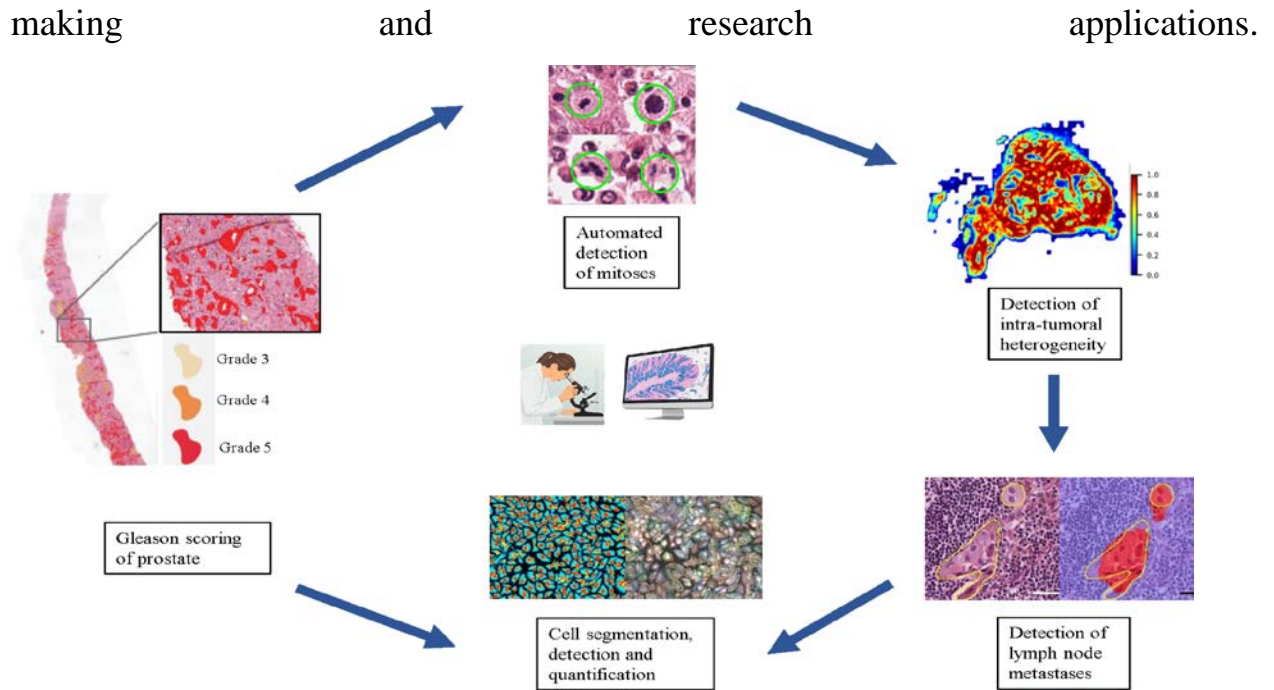 making and research applications.
Automated
detection
of mitoses
1.0
0.8
0.6
0.4
0.2
0.0
Detection of
intra-tumoral
heterogeneity
Grade 3
Grade 4
Grade 5
Gleason scoring
of prostate
Cell segmentation,
detection and
quantification
Detection of
lymph node
metastases